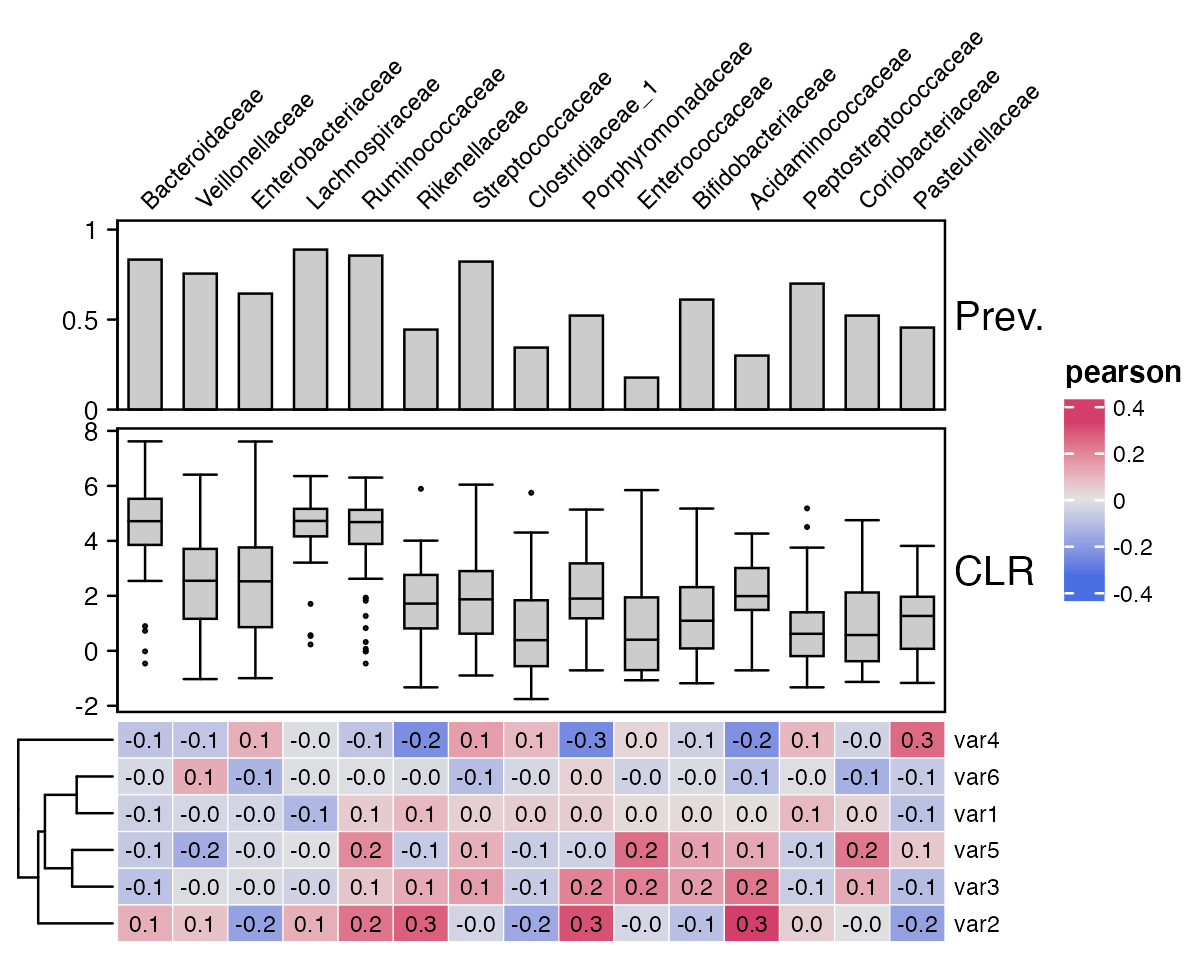 Bacteroidaceae
Veillonellaceae
Enterobacteriaceae
Lachnospiraceae
Ruminococcaceae
Rikenellaceae
Streptococcaceae
Clostridiaceae_1
Porphyromonadaceae
Enterococcaceae
Bifidobacteriaceae
Acidaminococcaceae
Peptostreptococcaceae
Coriobacteriaceae
Pasteurellaceae
1
0.5
0
Prev.
8
6
4
2
0
-2
CLR
pearson
0.4
0.2
0
-0.2
-0.4
-0.1 -0.1 0.1 -0.0 -0.1 -0.2 0.1 0.1 -0.3 0.0 -0.1 -0.2 0.1 -0.0 0.3 var4
-0.0 0.1 -0.1 -0.0 -0.0 -0.0 -0.1 -0.0 0.0 -0.0 -0.0 -0.1 -0.0 -0.1 -0.1 var6
-0.1 -0.0 -0.0 -0.1 0.1 0.1 0.0 0.0 0.0 0.0 0.0 0.0 0.1 0.0 -0.1 var1
-0.1 -0.2 -0.0 -0.0 0.2 -0.1 0.1 -0.1 -0.0 0.2 0.1 0.1 -0.1 0.2 0.1 var5
-0.1 -0.0 -0.0 -0.0 0.1 0.1 0.1 -0.1 0.2 0.2 0.2 0.2 -0.1 0.1 -0.1 var3
0.1 0.1 -0.2 0.1 0.2 0.3 -0.0 -0.2 0.3 -0.0 -0.1 0.3 0.0 -0.0 -0.2 var2